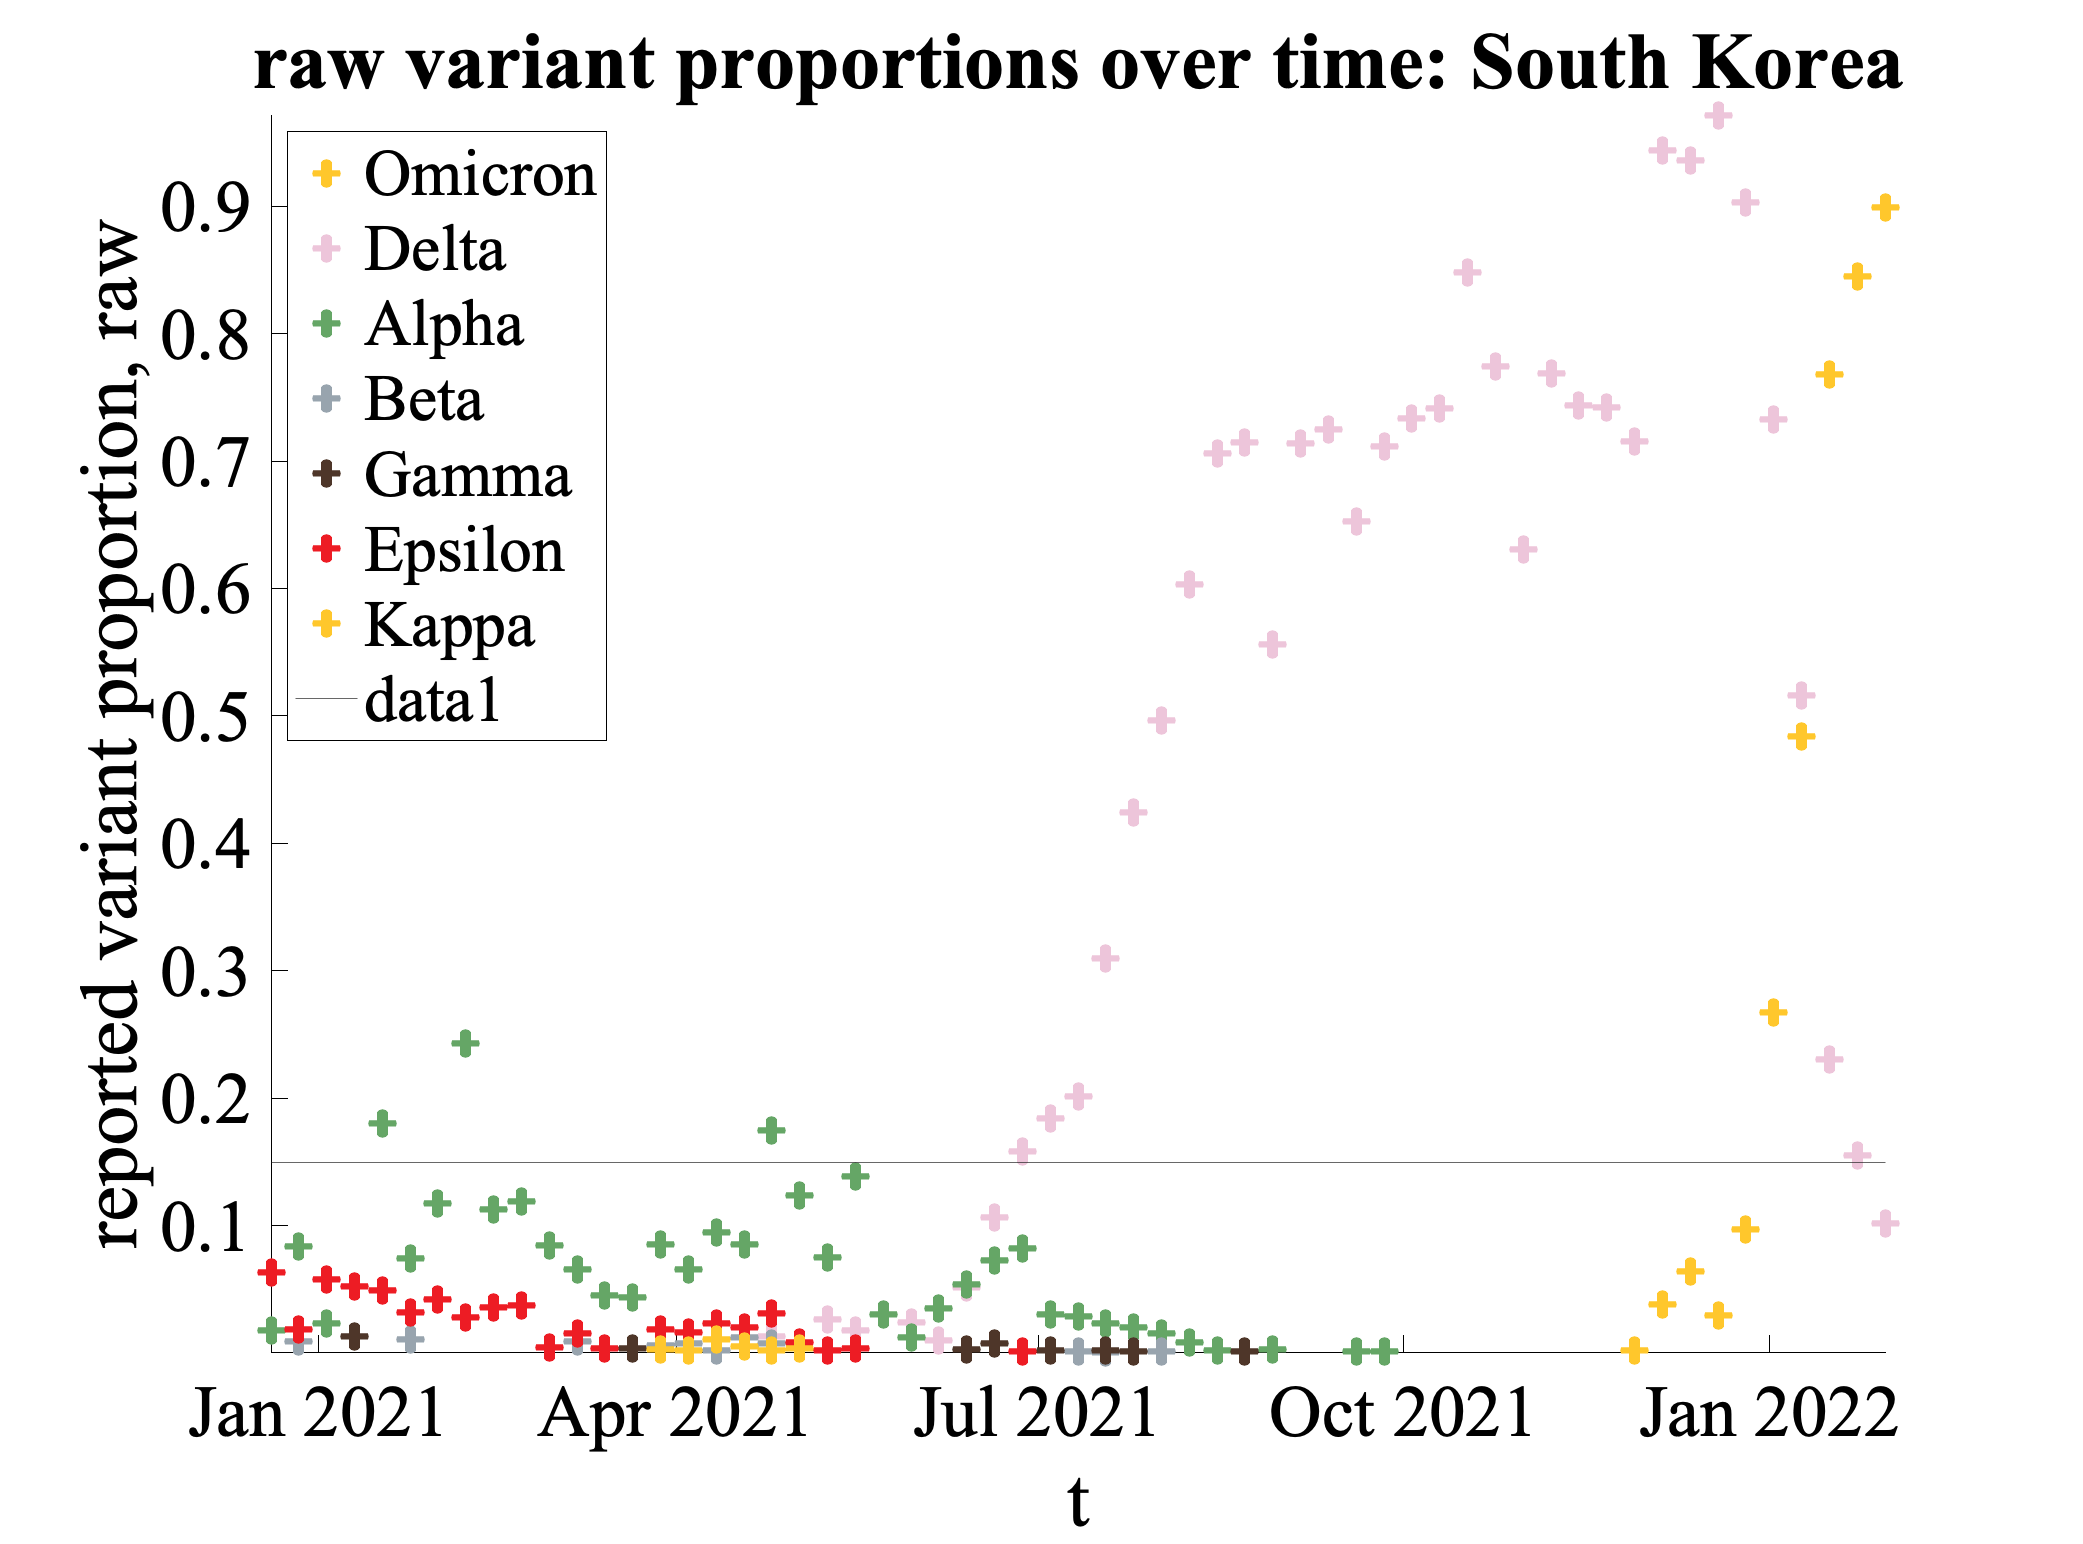 raw variant proportions over time: South Korea
reported variant proportion, raw
0.9
0.8
0.7
0.6
0.5
0.4
0.3
0.2
0.1
Omicron
Delta
Alpha
Beta
Gamma
Epsilon
Kappa
data1
Jan 2021
Apr 2021
Jul 2021
Oct 2021
Jan 2022
t